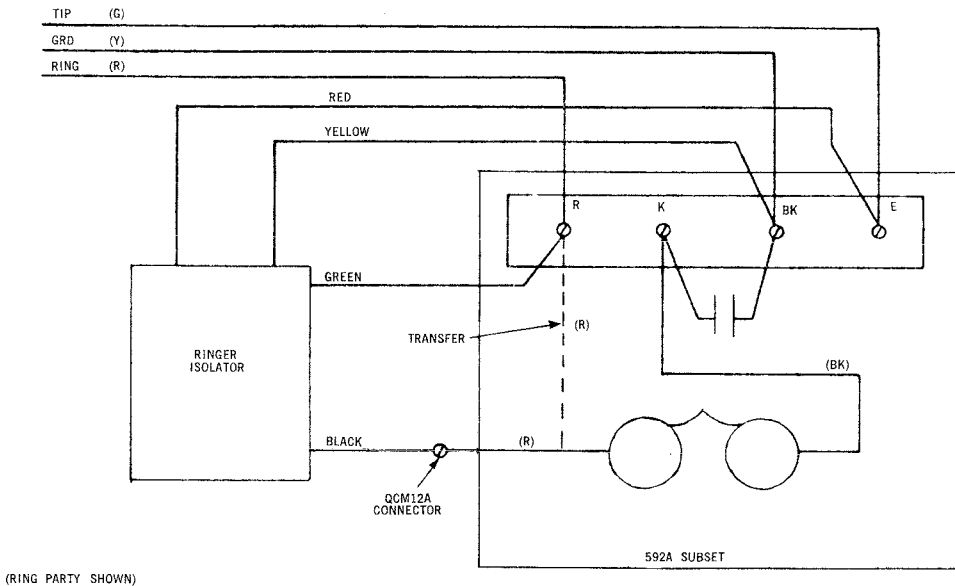 TIP (G)
GRD (Y)
RING (R)
RED
YELLOW
R K BK E
GREEN
TRANSFER (R)
RINGER
ISOLATOR
(BK)
BLACK (R)
QCM12A
CONNECTOR
592A SUBSET
(RING PARTY SHOWN)